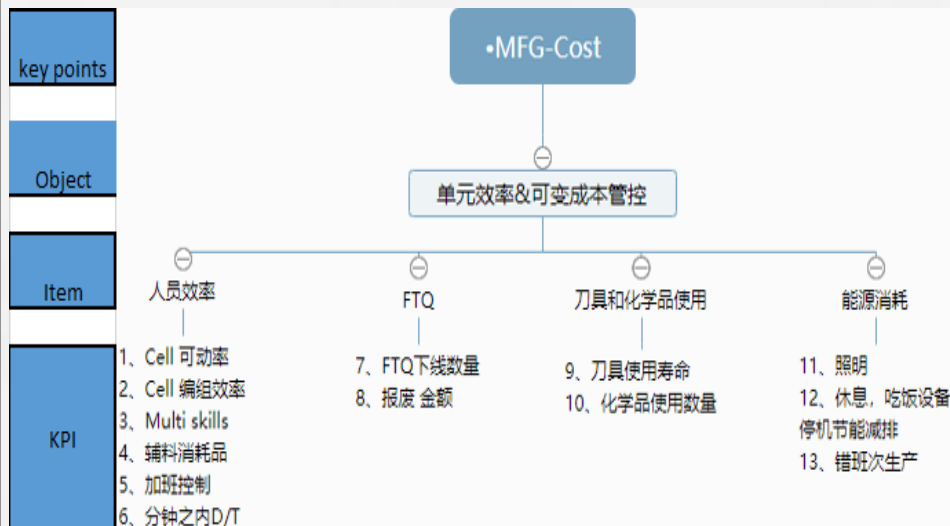 key points
•MFG-Cost
Object
单元效率&可变成本管控
Item
人员效率
FTQ
刀具和化学品使用
能源消耗
KPI
1、Cell 可动率
2、Cell 编组效率
3、Multi skills
4、辅料消耗品
5、加班控制
6、分钟之内D/T
7、FTQ下线数量
8、报废 金额
9、刀具使用寿命
10、化学品使用数量
11、照明
12、休息，吃饭设备
停机节能减排
13、错班次生产